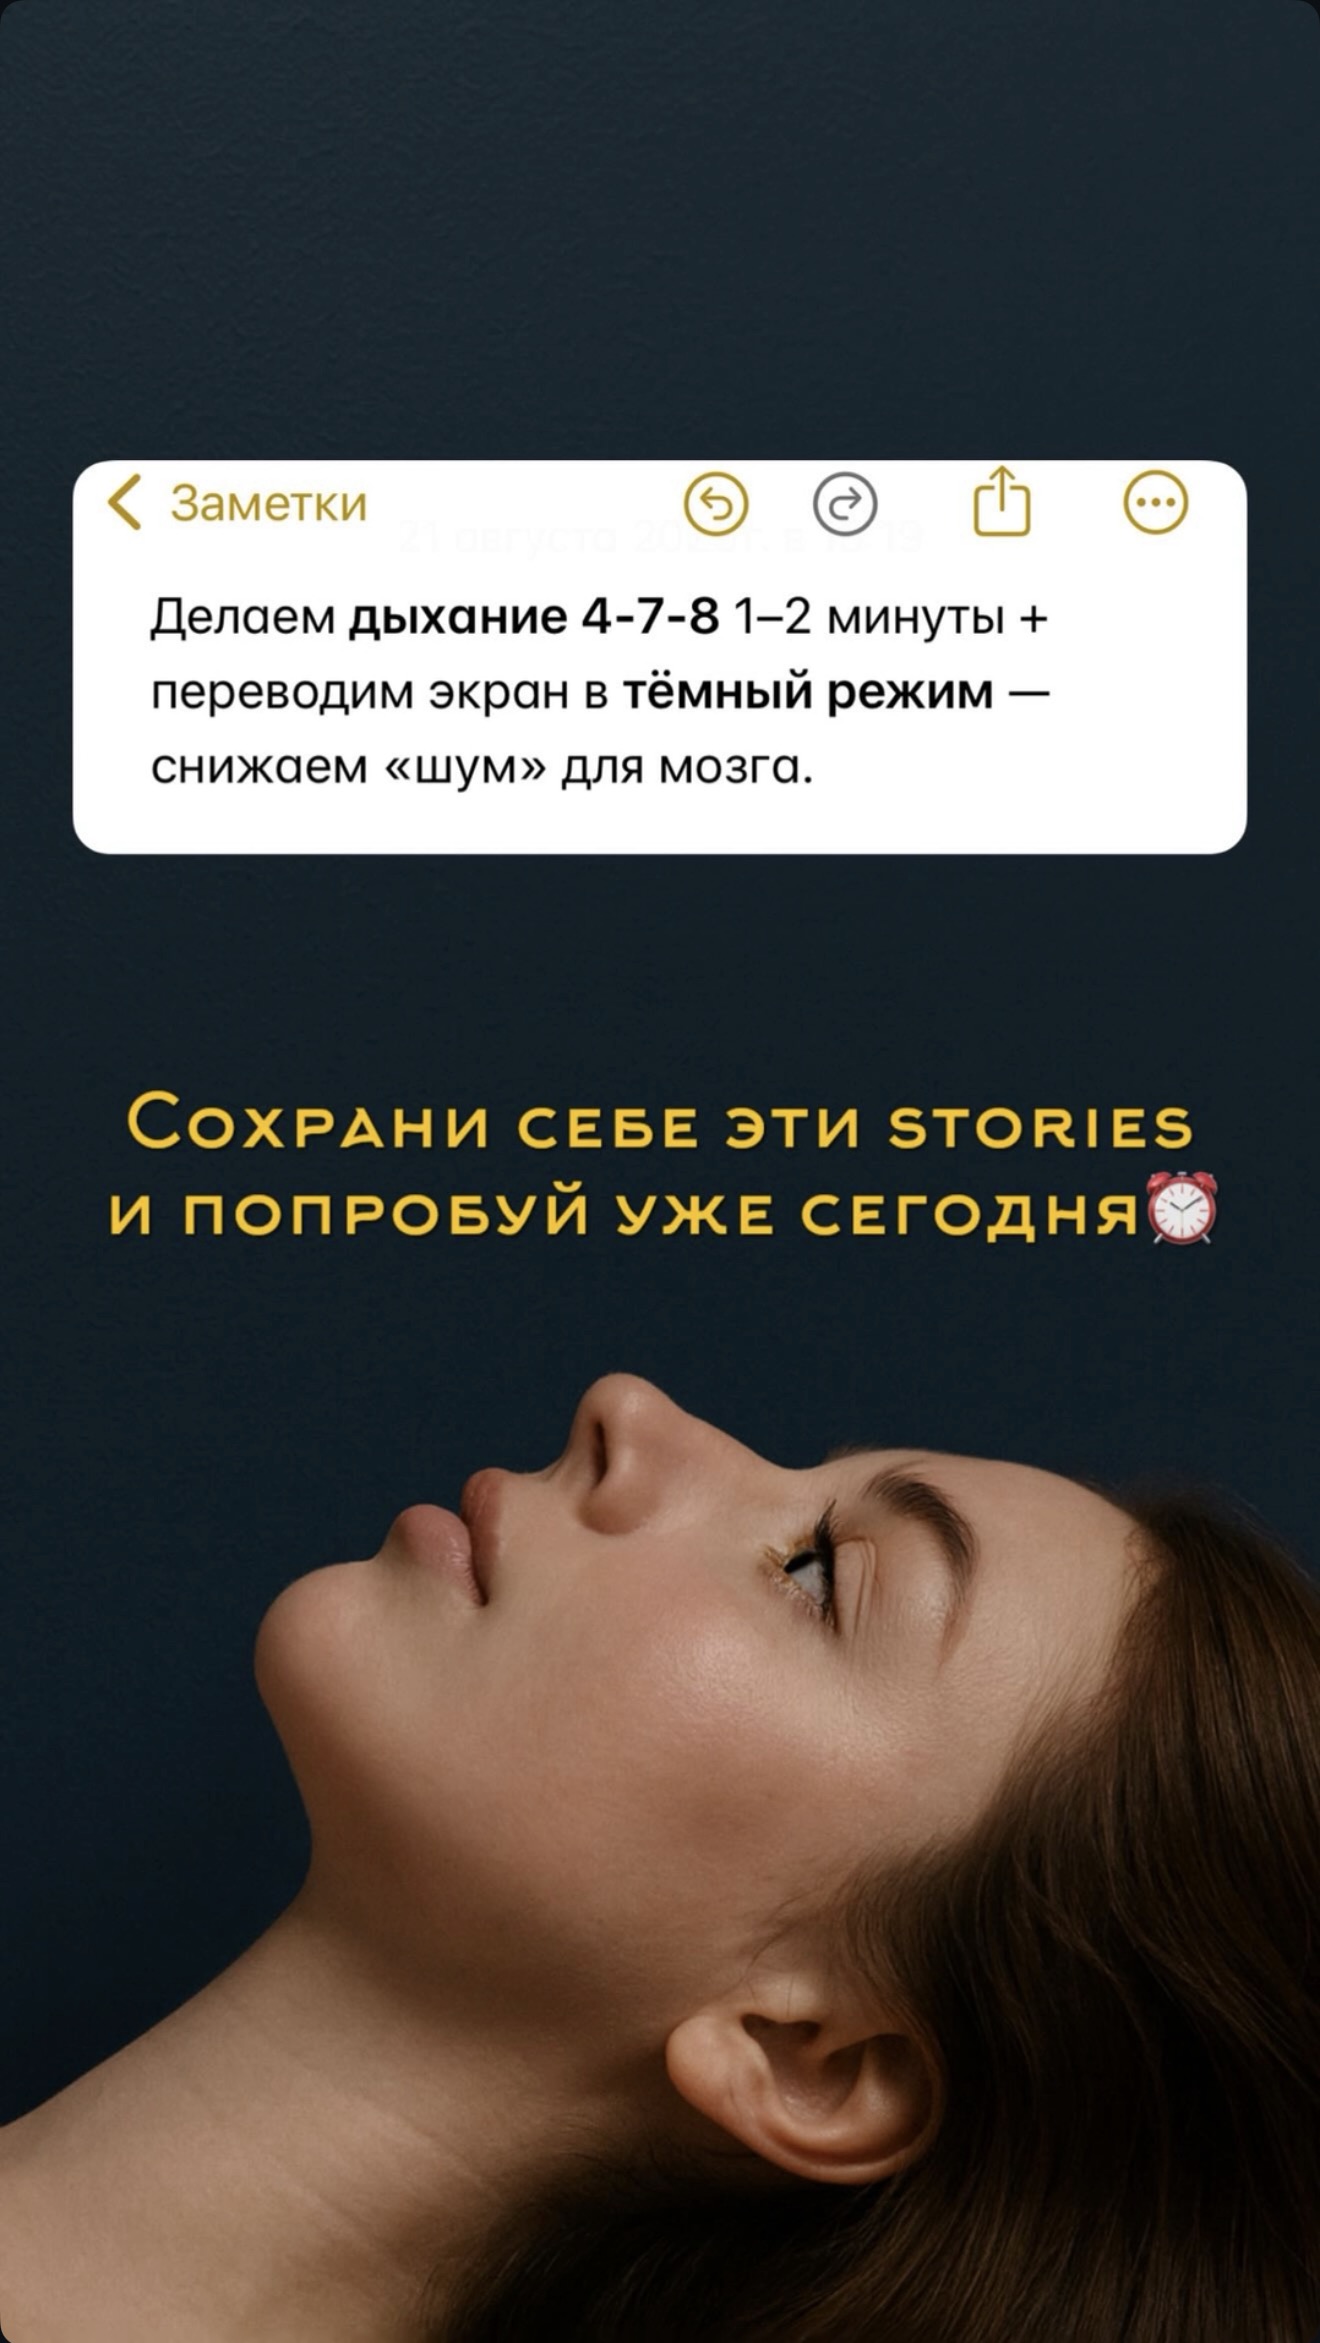 Заметки
Делаем дыхание 4-7-8 1–2 минуты +
переводим экран в тёмный режим —
снижаем «шум» для мозга.
Сохрани себе эти stories
и попробуй уже сегодня